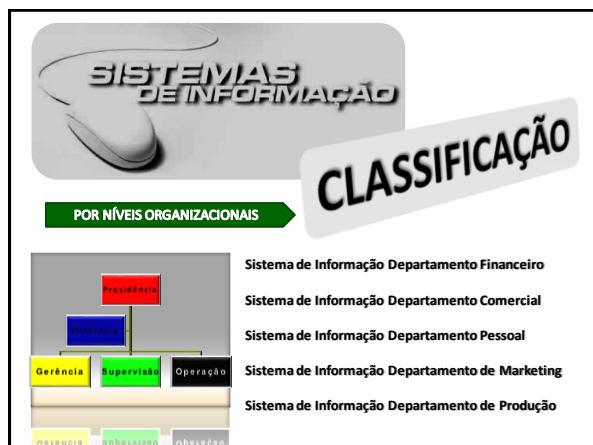 SISTEMAS
DE INFORMAÇÃO
CLASSIFICAÇÃO
POR NÍVEIS ORGANIZACIONAIS
Sistema de Informação Departamento Financeiro
Sistema de Informação Departamento Comercial
Sistema de Informação Departamento Pessoal
Sistema de Informação Departamento de Marketing
Sistema de Informação Departamento de Produção
Presidência
Diretoria
Gerência Supervisão Operação